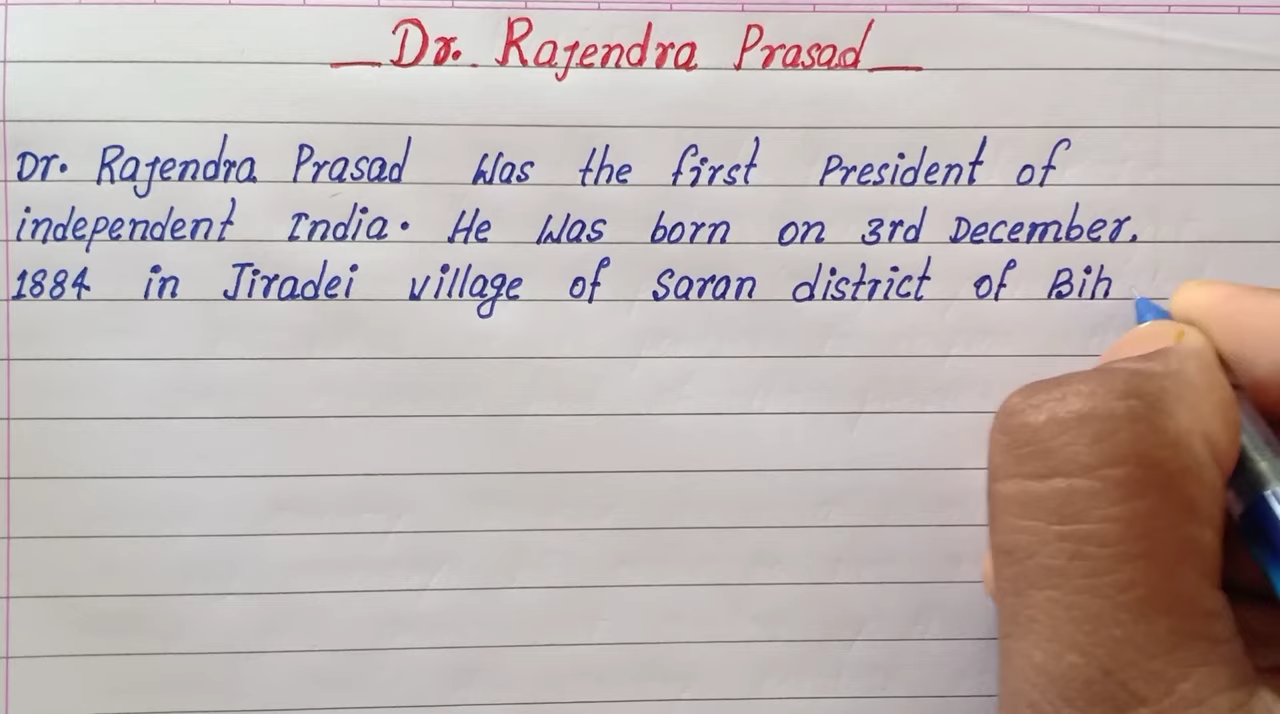 Dr. Rajendra Prasad
Dr. Rajendra Prasad Was the first President of
independent India. He Was born on 3rd December,
1884 in Jiradei village of Saran district of Bih